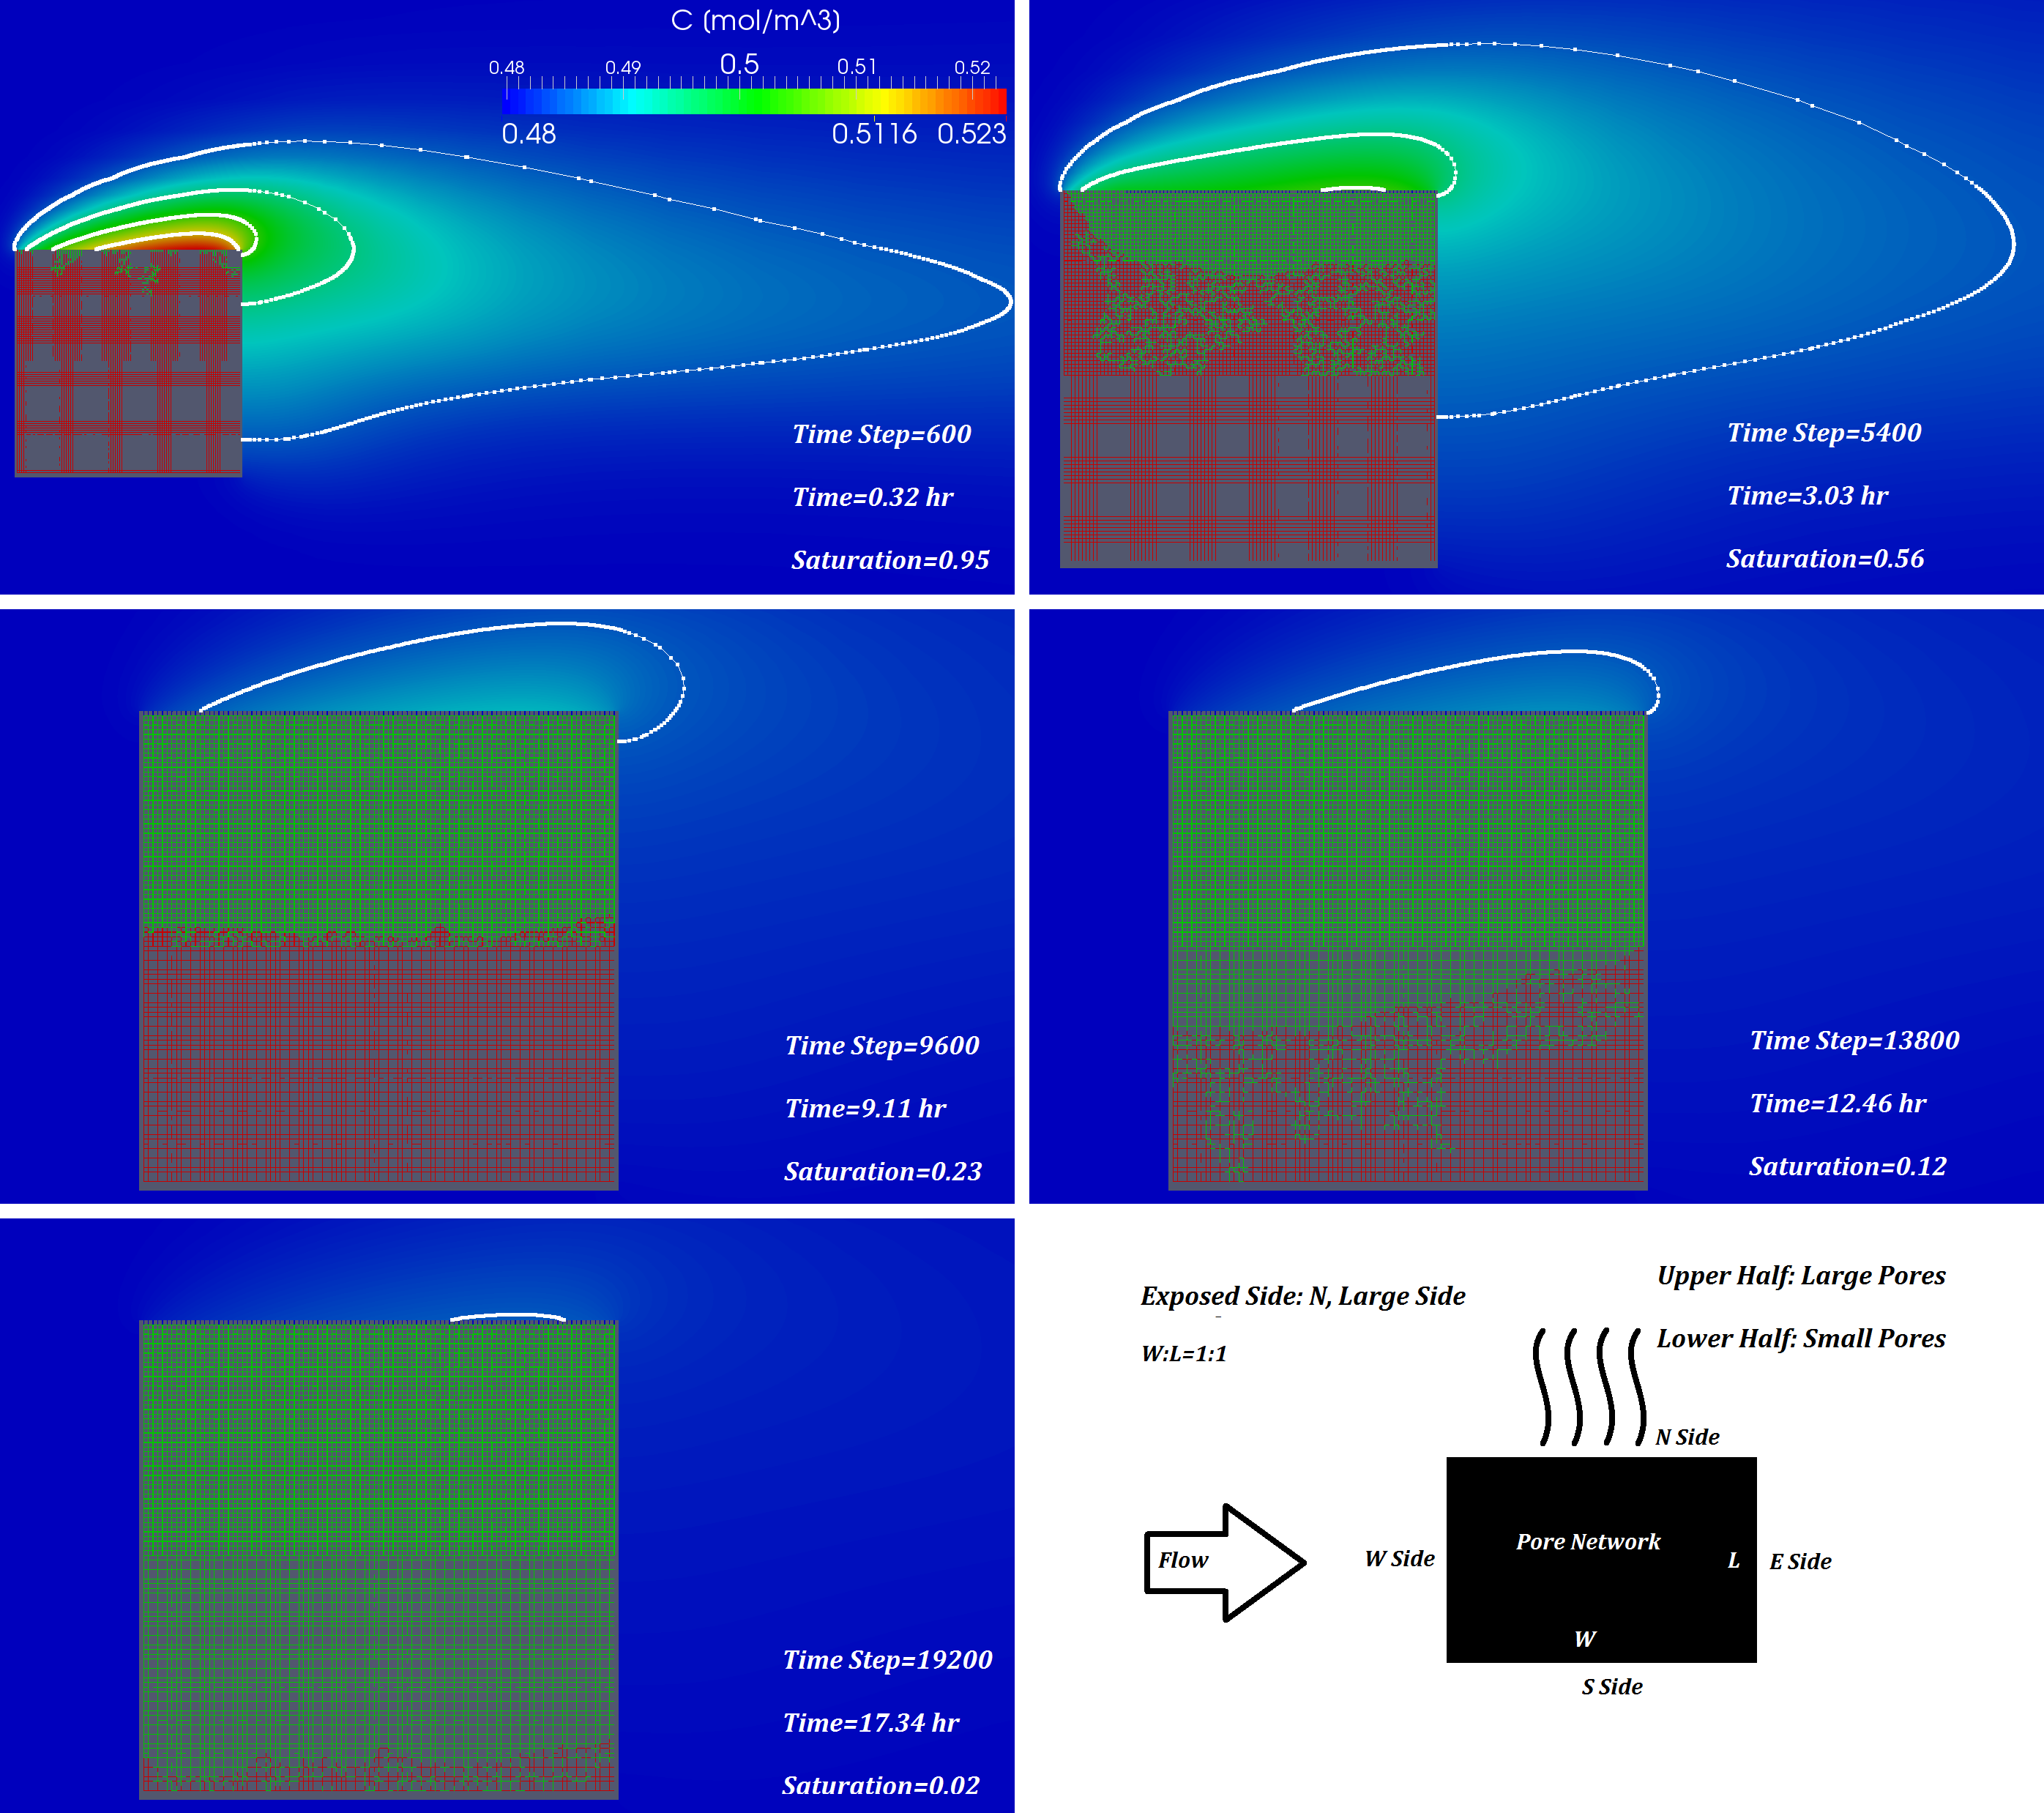 C (mol/m^3)
0.48 0.49 0.5 0.51 0.52
0.48 0.5116 0.523
Time Step=600
Time=0.32 hr
Saturation=0.95
Time Step=5400
Time=3.03 hr
Saturation=0.56
Time Step=9600
Time=9.11 hr
Saturation=0.23
Time Step=13800
Time=12.46 hr
Saturation=0.12
Time Step=19200
Time=17.34 hr
Saturation=0.02
Exposed Side: N, Large Side
W:L=1:1
Upper Half: Large Pores
Lower Half: Small Pores
N Side
Flow
W Side
Pore Network
L
E Side
W
S Side